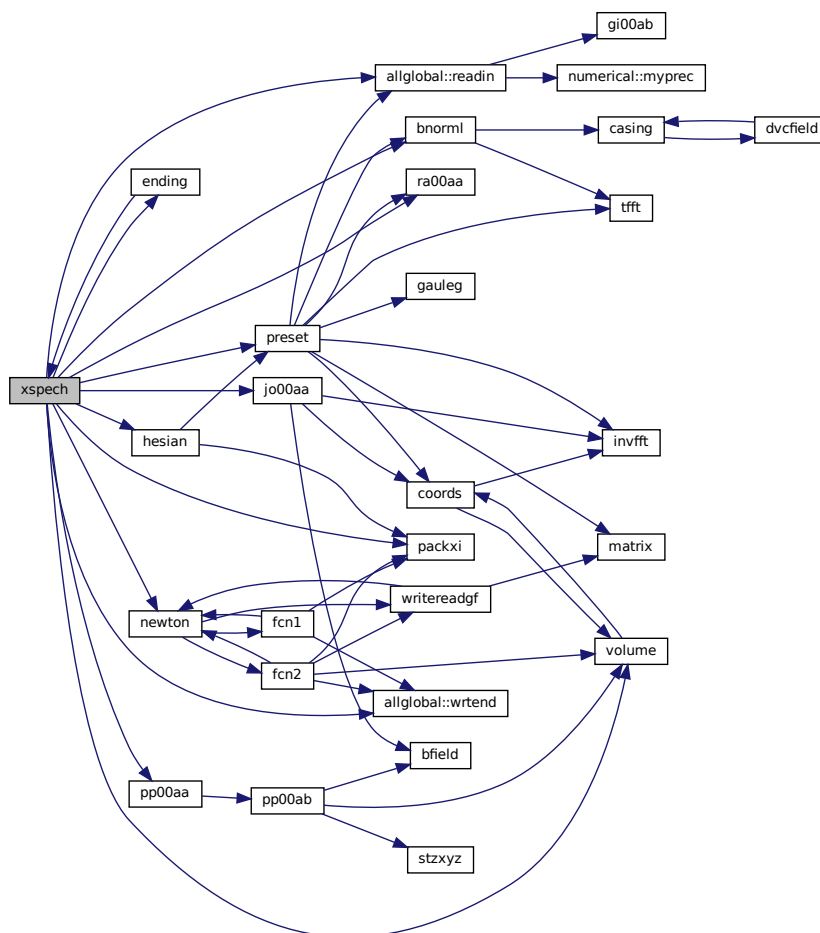 gi00ab
allglobal::readin
numerical::myprec
bnorml
casing
dvcfield
ending
ra00aa
tfft
gauleg
preset
xspech
jo00aa
hesian
invfft
coords
packxi
matrix
writereadgf
newton
fcn1
volume
fcn2
allglobal::wrtend
bfield
pp00aa
pp00ab
stzxyz